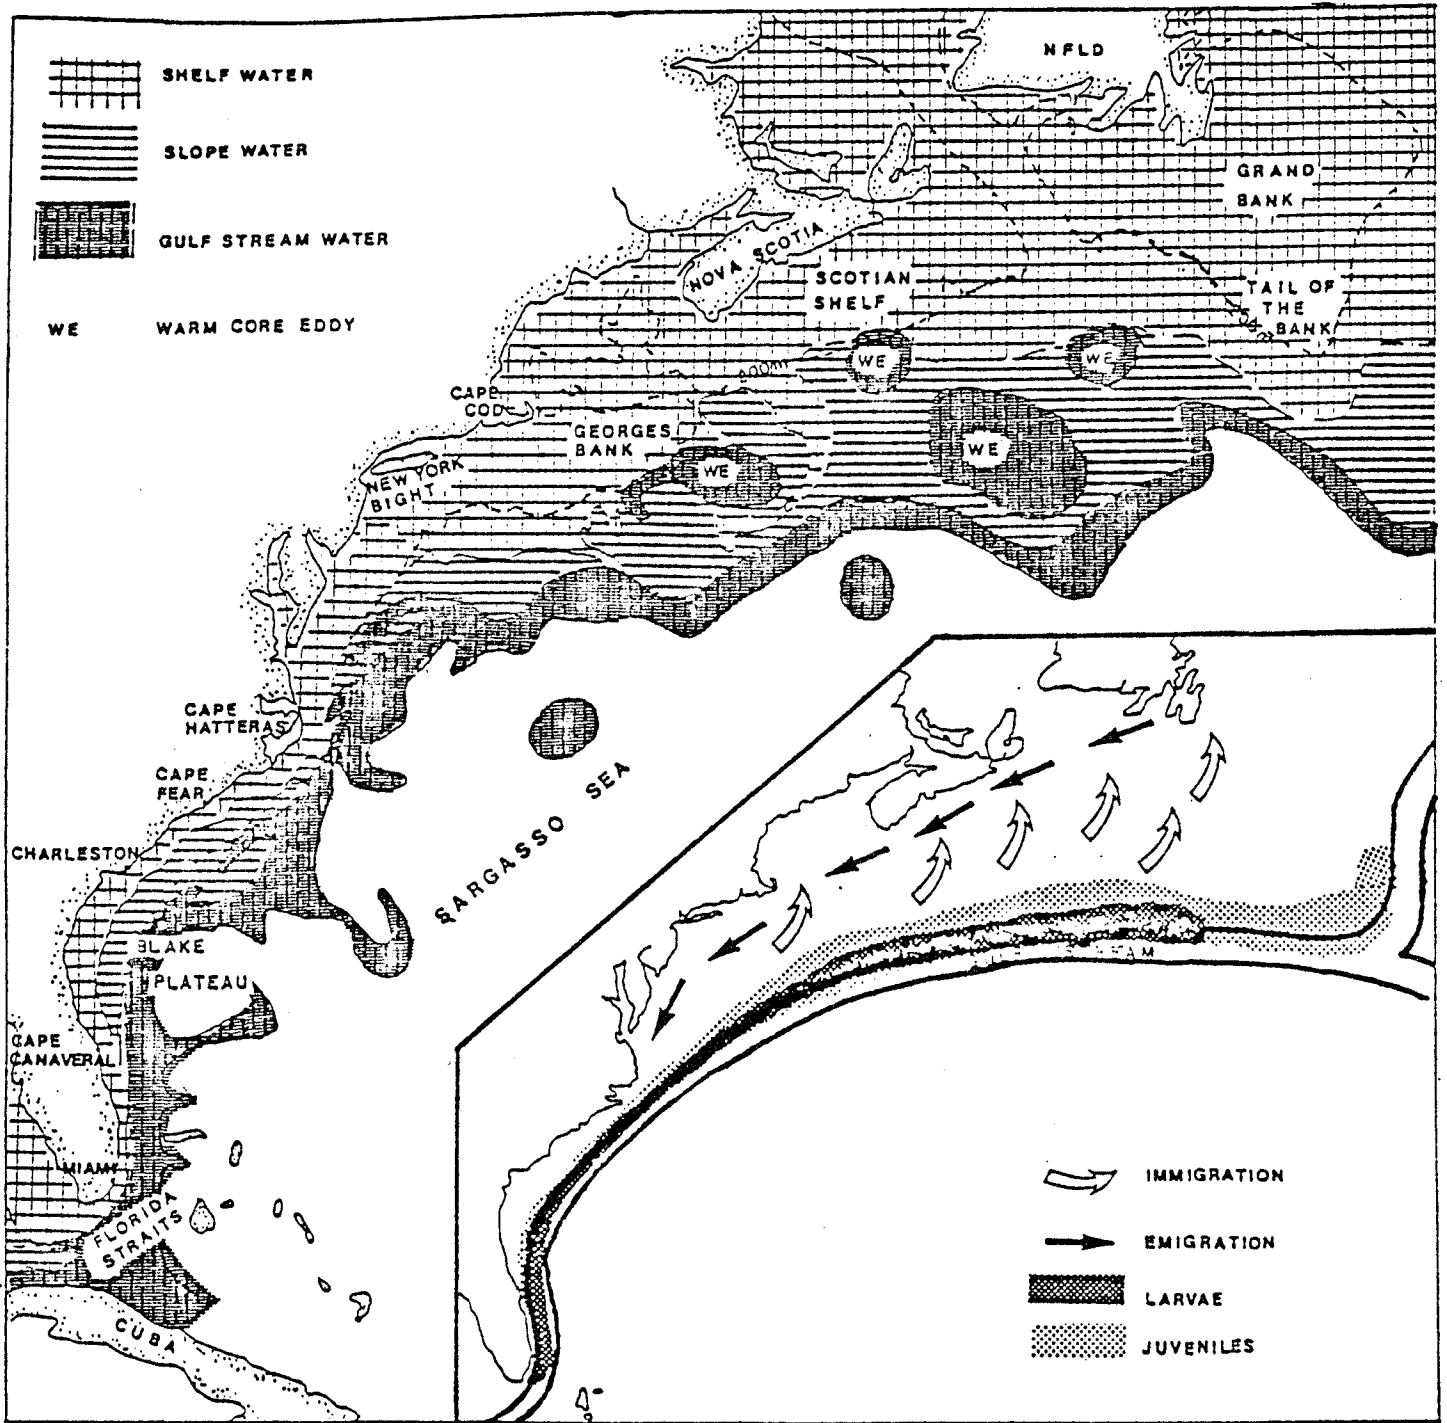 SHELF WATER
SLOPE WATER
GULF STREAM WATER
WE WARM CORE EDDY
NFLD
GRAND
BANK
NOVA SCOTIA
SCOTIAN
SHELF
TAIL OF
THE
BANK
WE
WE
CAPE
COD
GEORGES
BANK
WE
WE
NEW YORK
BIGHT
CAPE
HATTERAS
CAPE
FEAR
SARGASSO SEA
CHARLESTON
BLAKE
PLATEAU
CAPE
CANAVERAL
MIAMI
FLORIDA
STRAITS
CUBA
IMMIGRATION
EMIGRATION
LARVAE
JUVENILES